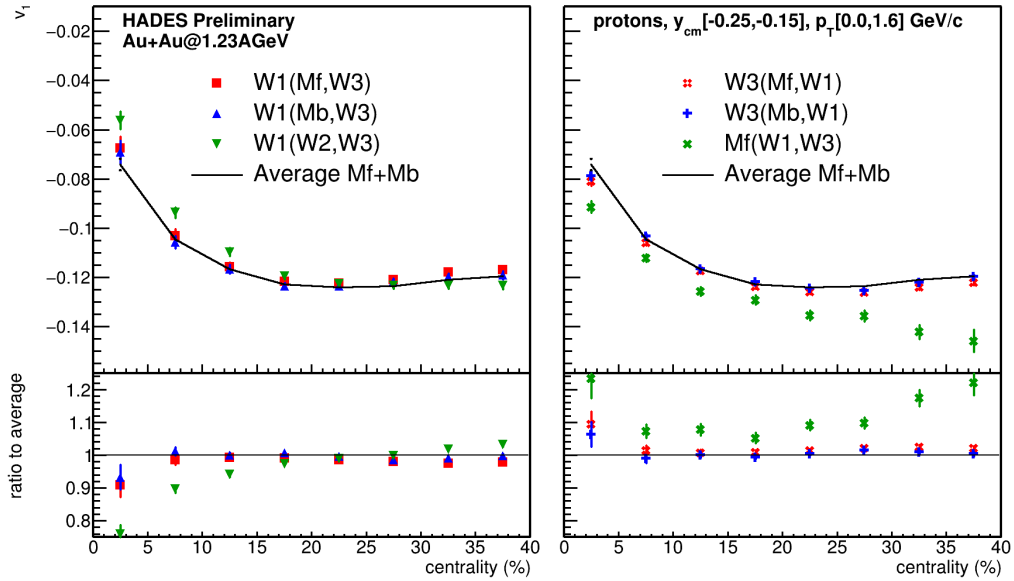 v1
HADES Preliminary
Au+Au@1.23AGeV
W1(Mf,W3)
W1(Mb,W3)
W1(W2,W3)
Average Mf+Mb
−0.02
−0.04
−0.06
−0.08
−0.1
−0.12
−0.14
ratio to average
1.2
1.1
1
0.9
0.8
0 5 10 15 20 25 30 35 40
centrality (%)
protons, ycm[-0.25,-0.15], pT[0.0,1.6] GeV/c
W3(Mf,W1)
W3(Mb,W1)
Mf(W1,W3)
Average Mf+Mb
0 5 10 15 20 25 30 35 40
centrality (%)